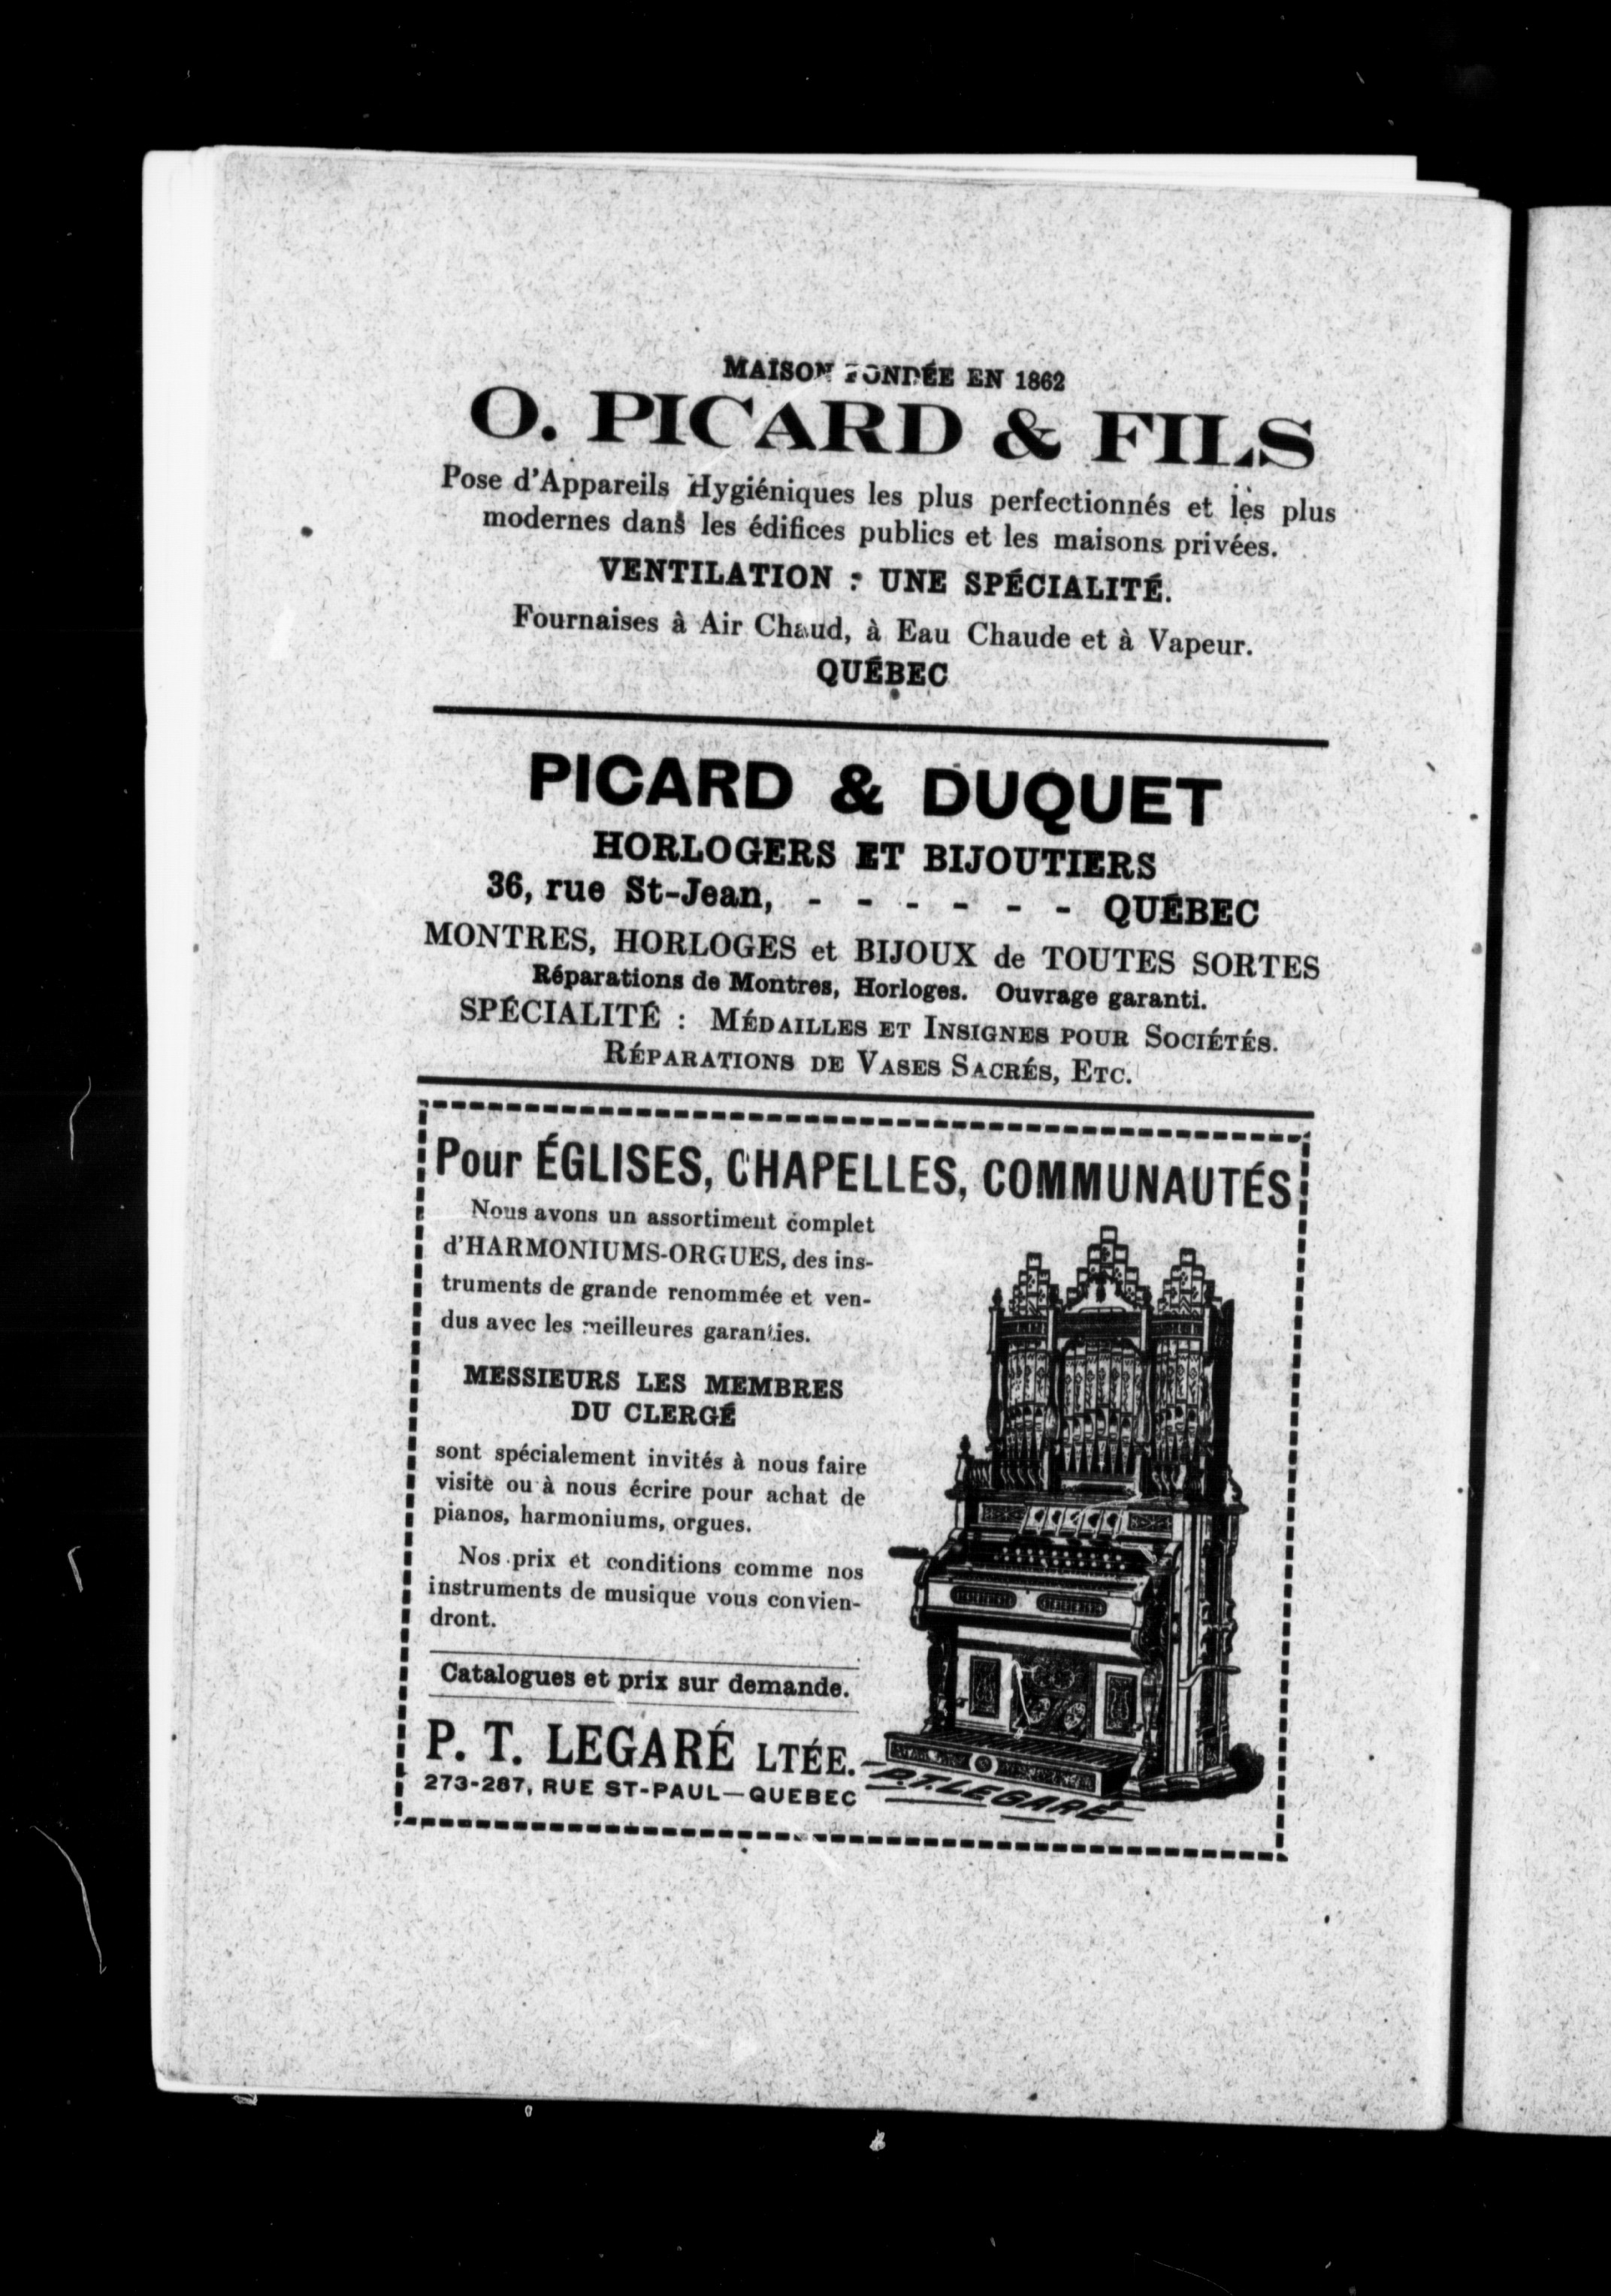 MAISON FONDÉE EN 1862
O. PICARD & FILS
Pose d'Appareils Hygiéniques les plus perfectionnés et les plus
modernes dans les édifices publics et les maisons privées.
VENTILATION : UNE SPÉCIALITÉ.
Fournaises à Air Chaud, à Eau Chaude et à Vapeur.
QUÉBEC
PICARD & DUQUET
HORLOGERS ET BIJOUTIERS
36, rue St-Jean, - - - - - - QUÉBEC
MONTRES, HORLOGES et BIJOUX de TOUTES SORTES
Réparations de Montres, Horloges. Ouvrage garanti.
SPÉCIALITÉ : MÉDAILLES ET INSIGNES POUR SOCIÉTÉS.
RÉPARATIONS DE VASES SACRÉS, ETC.
Pour ÉGLISES, CHAPELLES, COMMUNAUTÉS
Nous avons un assortiment complet
d'HARMONIUMS-ORGUES, des ins-
truments de grande renommée et ven-
dus avec les meilleures garanties.
MESSIEURS LES MEMBRES
DU CLERGÉ
sont spécialement invités à nous faire
visite ou à nous écrire pour achat de
pianos, harmoniums, orgues.
Nos prix et conditions comme nos
instruments de musique vous convien-
dront.
Catalogues et prix sur demande.
P. T. LEGARÉ LTÉE.
273-287, RUE ST-PAUL—QUEBEC
P.T. LEGARÉ